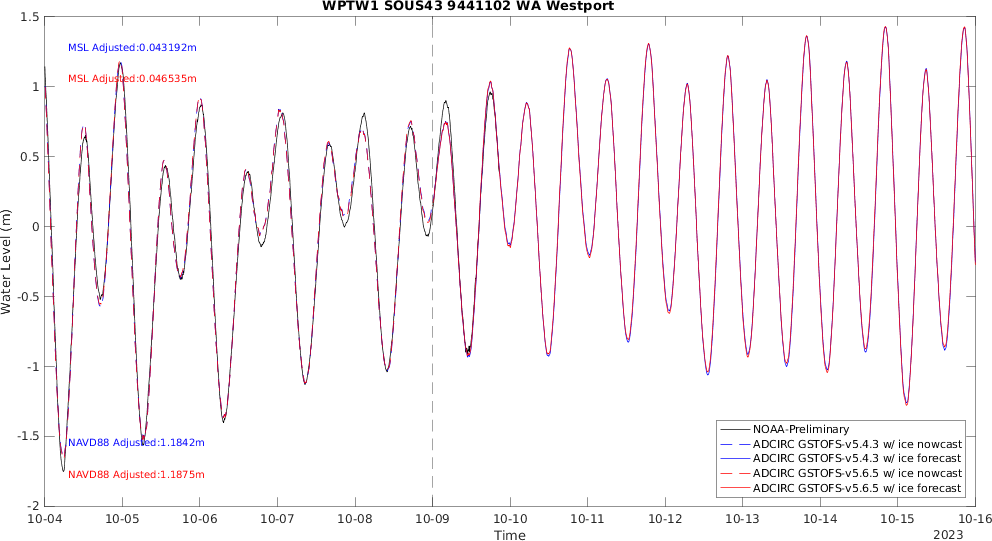 WPTW1 SOUS43 9441102 WA Westport
1.5
1
0.5
0
-0.5
-1
-1.5
-2
Water Level (m)
MSL Adjusted:0.043192m
MSL Adjusted:0.046535m
NAVD88 Adjusted:1.1842m
NAVD88 Adjusted:1.1875m
NOAA-Preliminary
ADCIRC GSTOFS-v5.4.3 w/ ice nowcast
ADCIRC GSTOFS-v5.4.3 w/ ice forecast
ADCIRC GSTOFS-v5.6.5 w/ ice nowcast
ADCIRC GSTOFS-v5.6.5 w/ ice forecast
10-04 10-05 10-06 10-07 10-08 10-09 10-10 10-11 10-12 10-13 10-14 10-15 10-16
Time
2023